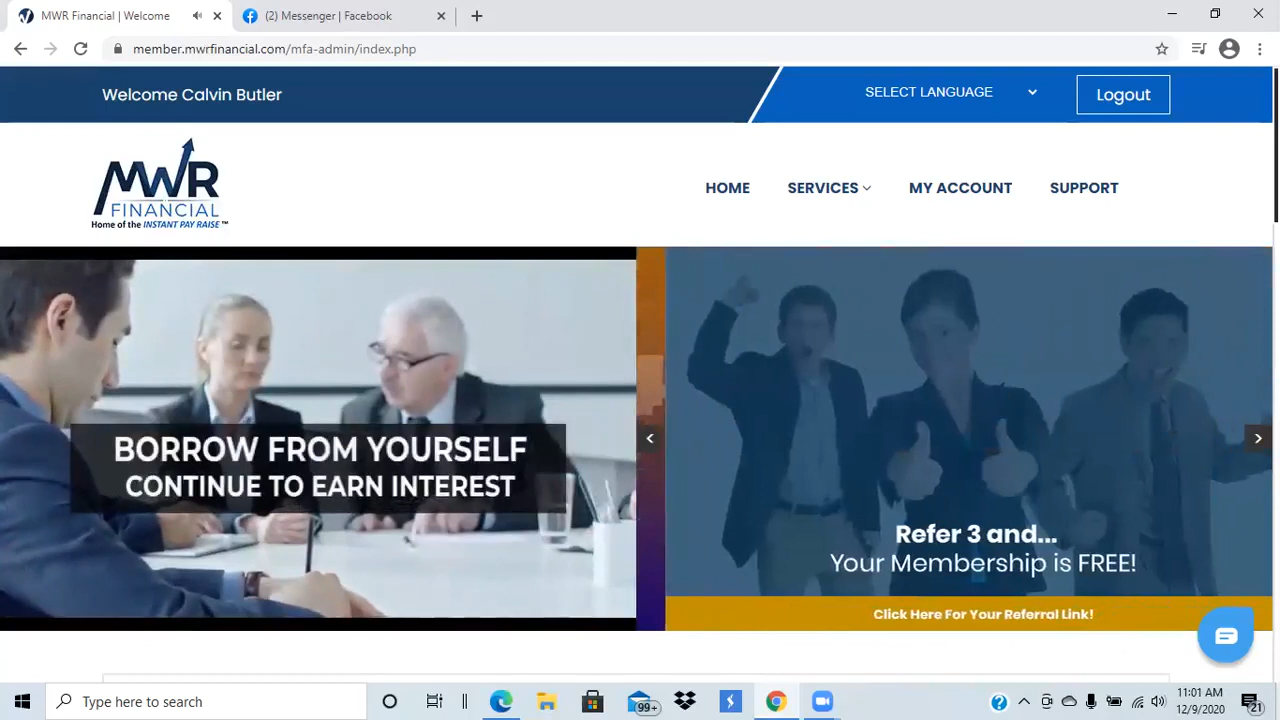 MWR Financial | Welcome
(2) Messenger | Facebook
member.mwrfinancial.com/mfa-admin/index.php
Welcome Calvin Butler
SELECT LANGUAGE
Logout
MWR
FINANCIAL
Home of the INSTANT PAY RAISE™
HOME
SERVICES
MY ACCOUNT
SUPPORT
BORROW FROM YOURSELF
CONTINUE TO EARN INTEREST
Refer 3 and...
Your Membership is FREE!
Click Here For Your Referral Link!
Type here to search
99+
11:01 AM
12/9/2020
21